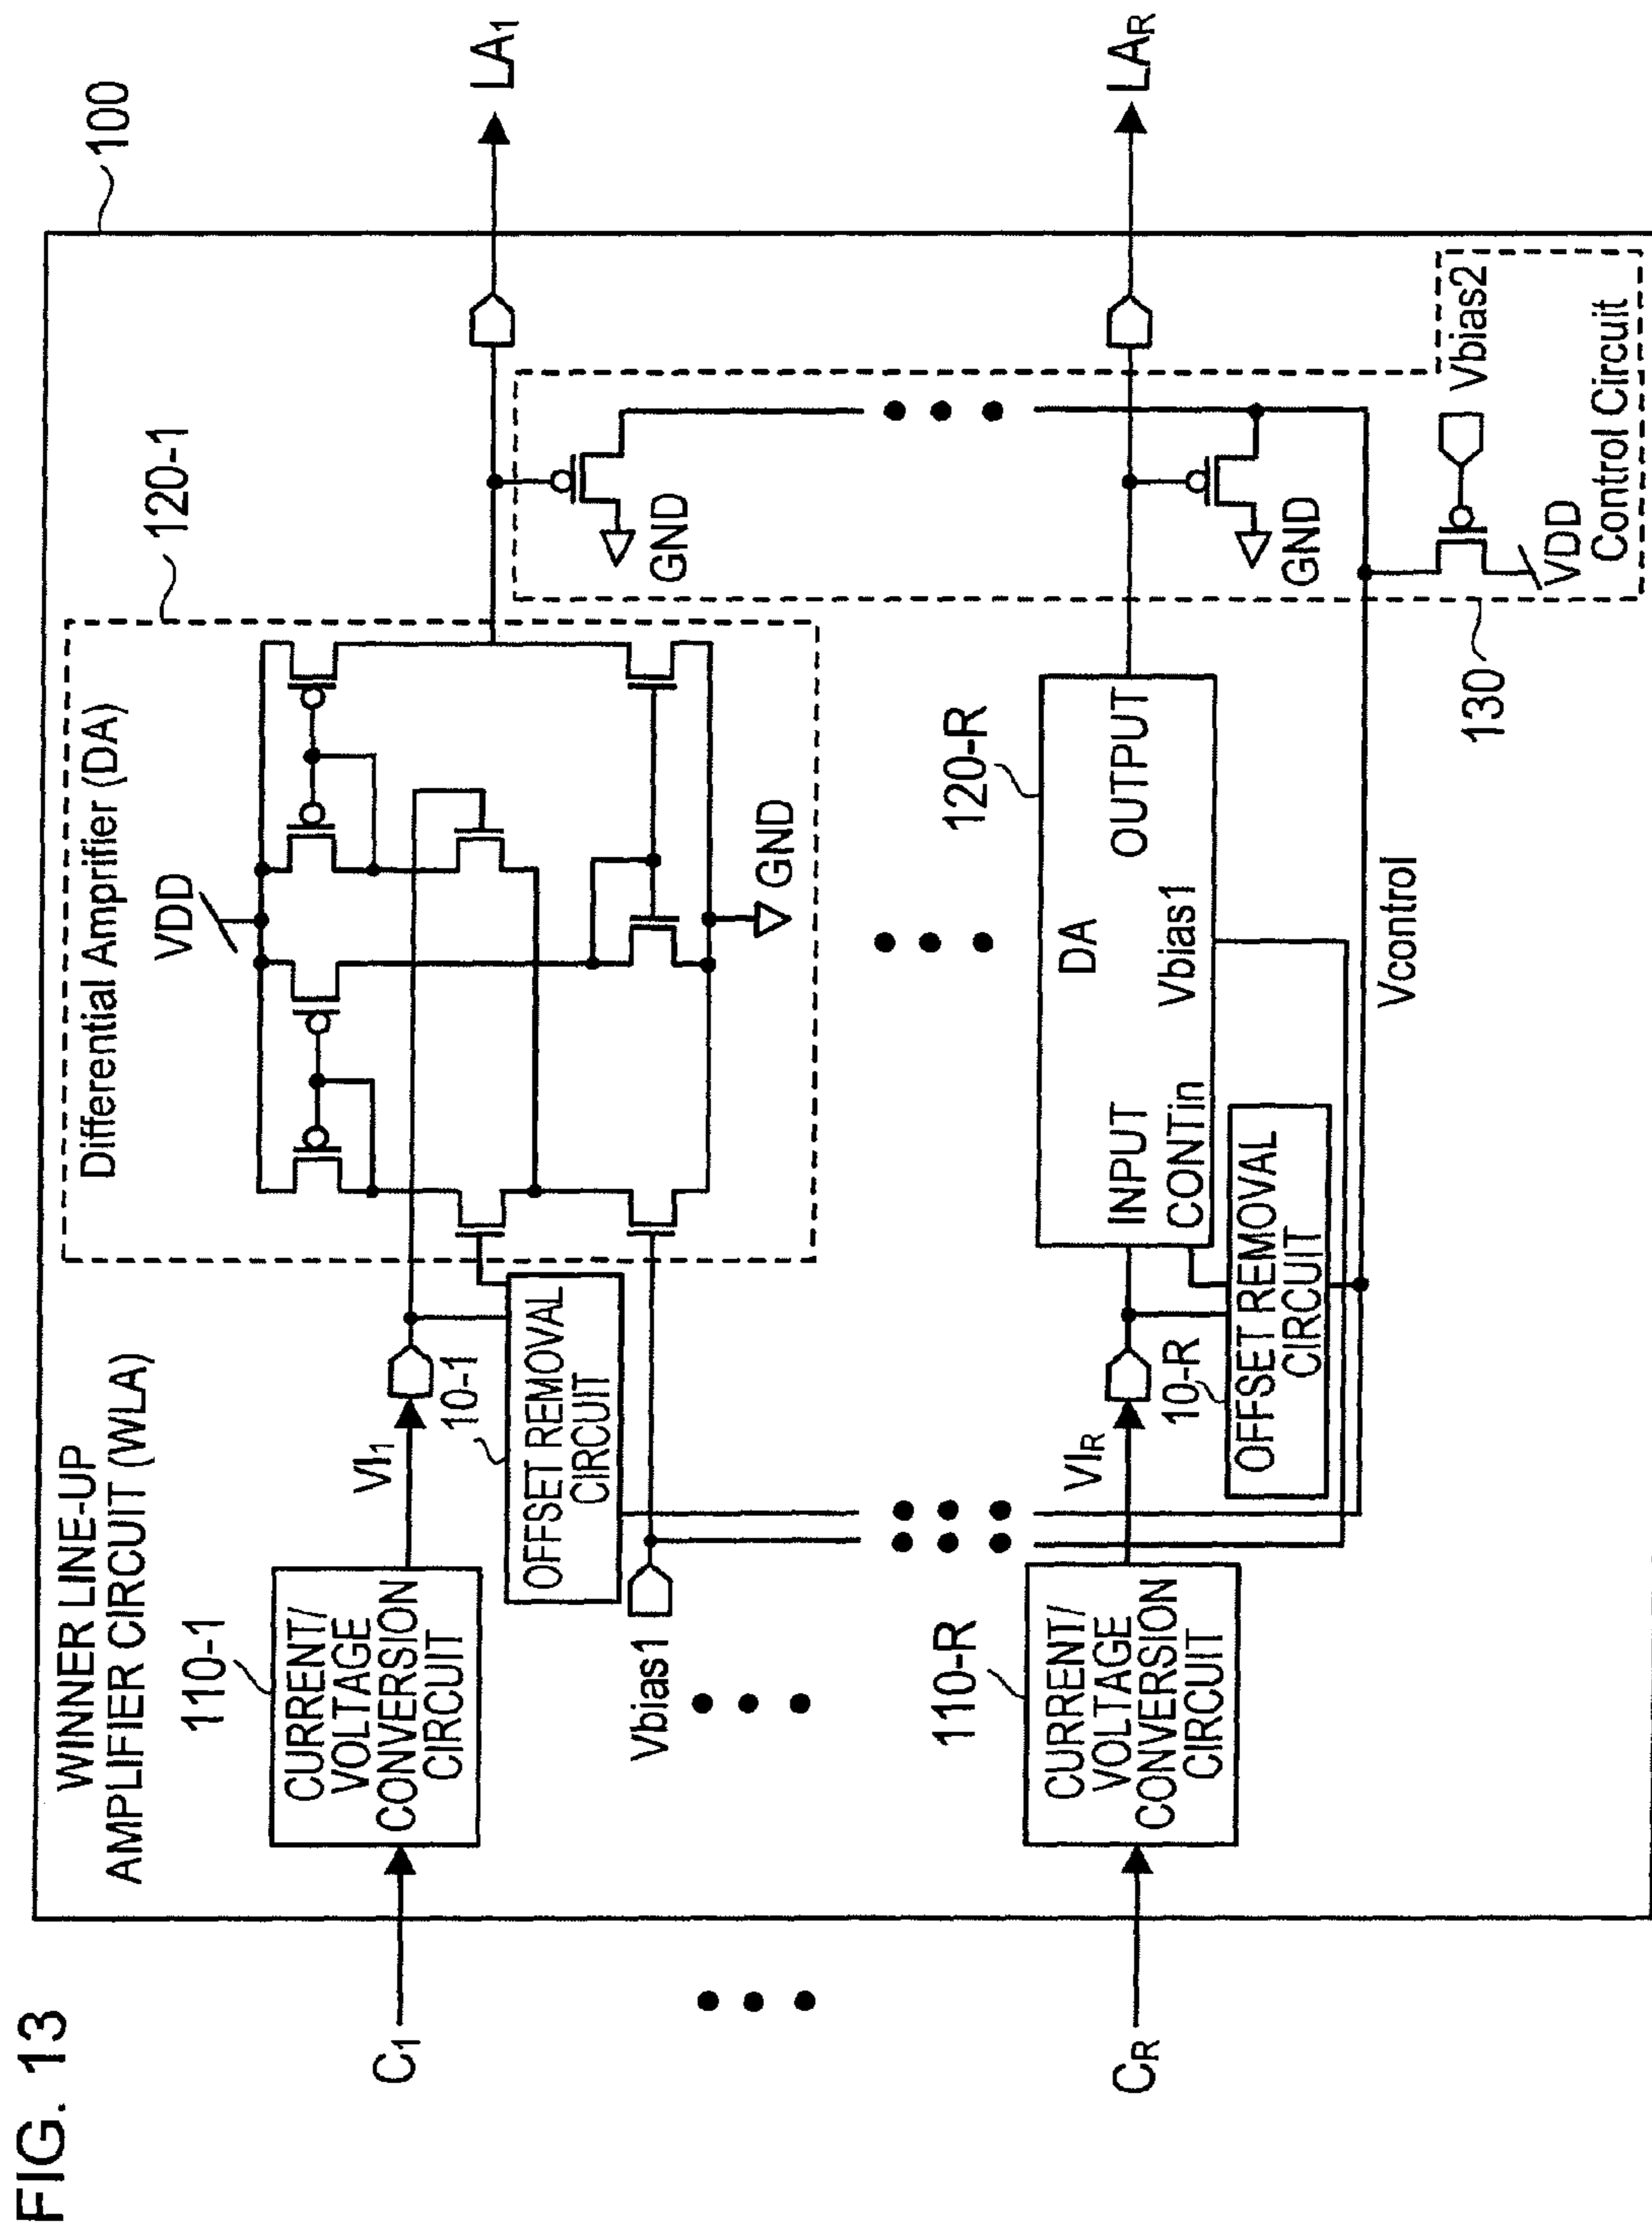 FIG. 13
WINNER LINE-UP
AMPLIFIER CIRCUIT (WLA)
100
C1
110-1
CURRENT/
VOLTAGE
CONVERSION
CIRCUIT
VI1
10-1
OFFSET REMOVAL
CIRCUIT
Vbias1
Differential Amprifier (DA)
120-1
VDD
GND
GND
LA1
CR
110-R
CURRENT/
VOLTAGE
CONVERSION
CIRCUIT
VIR
10-R
OFFSET REMOVAL
CIRCUIT
120-R
DA
INPUT
OUTPUT
CONTin
Vbias1
Vcontrol
GND
LAR
130
VDD
Vbias2
Control Circuit